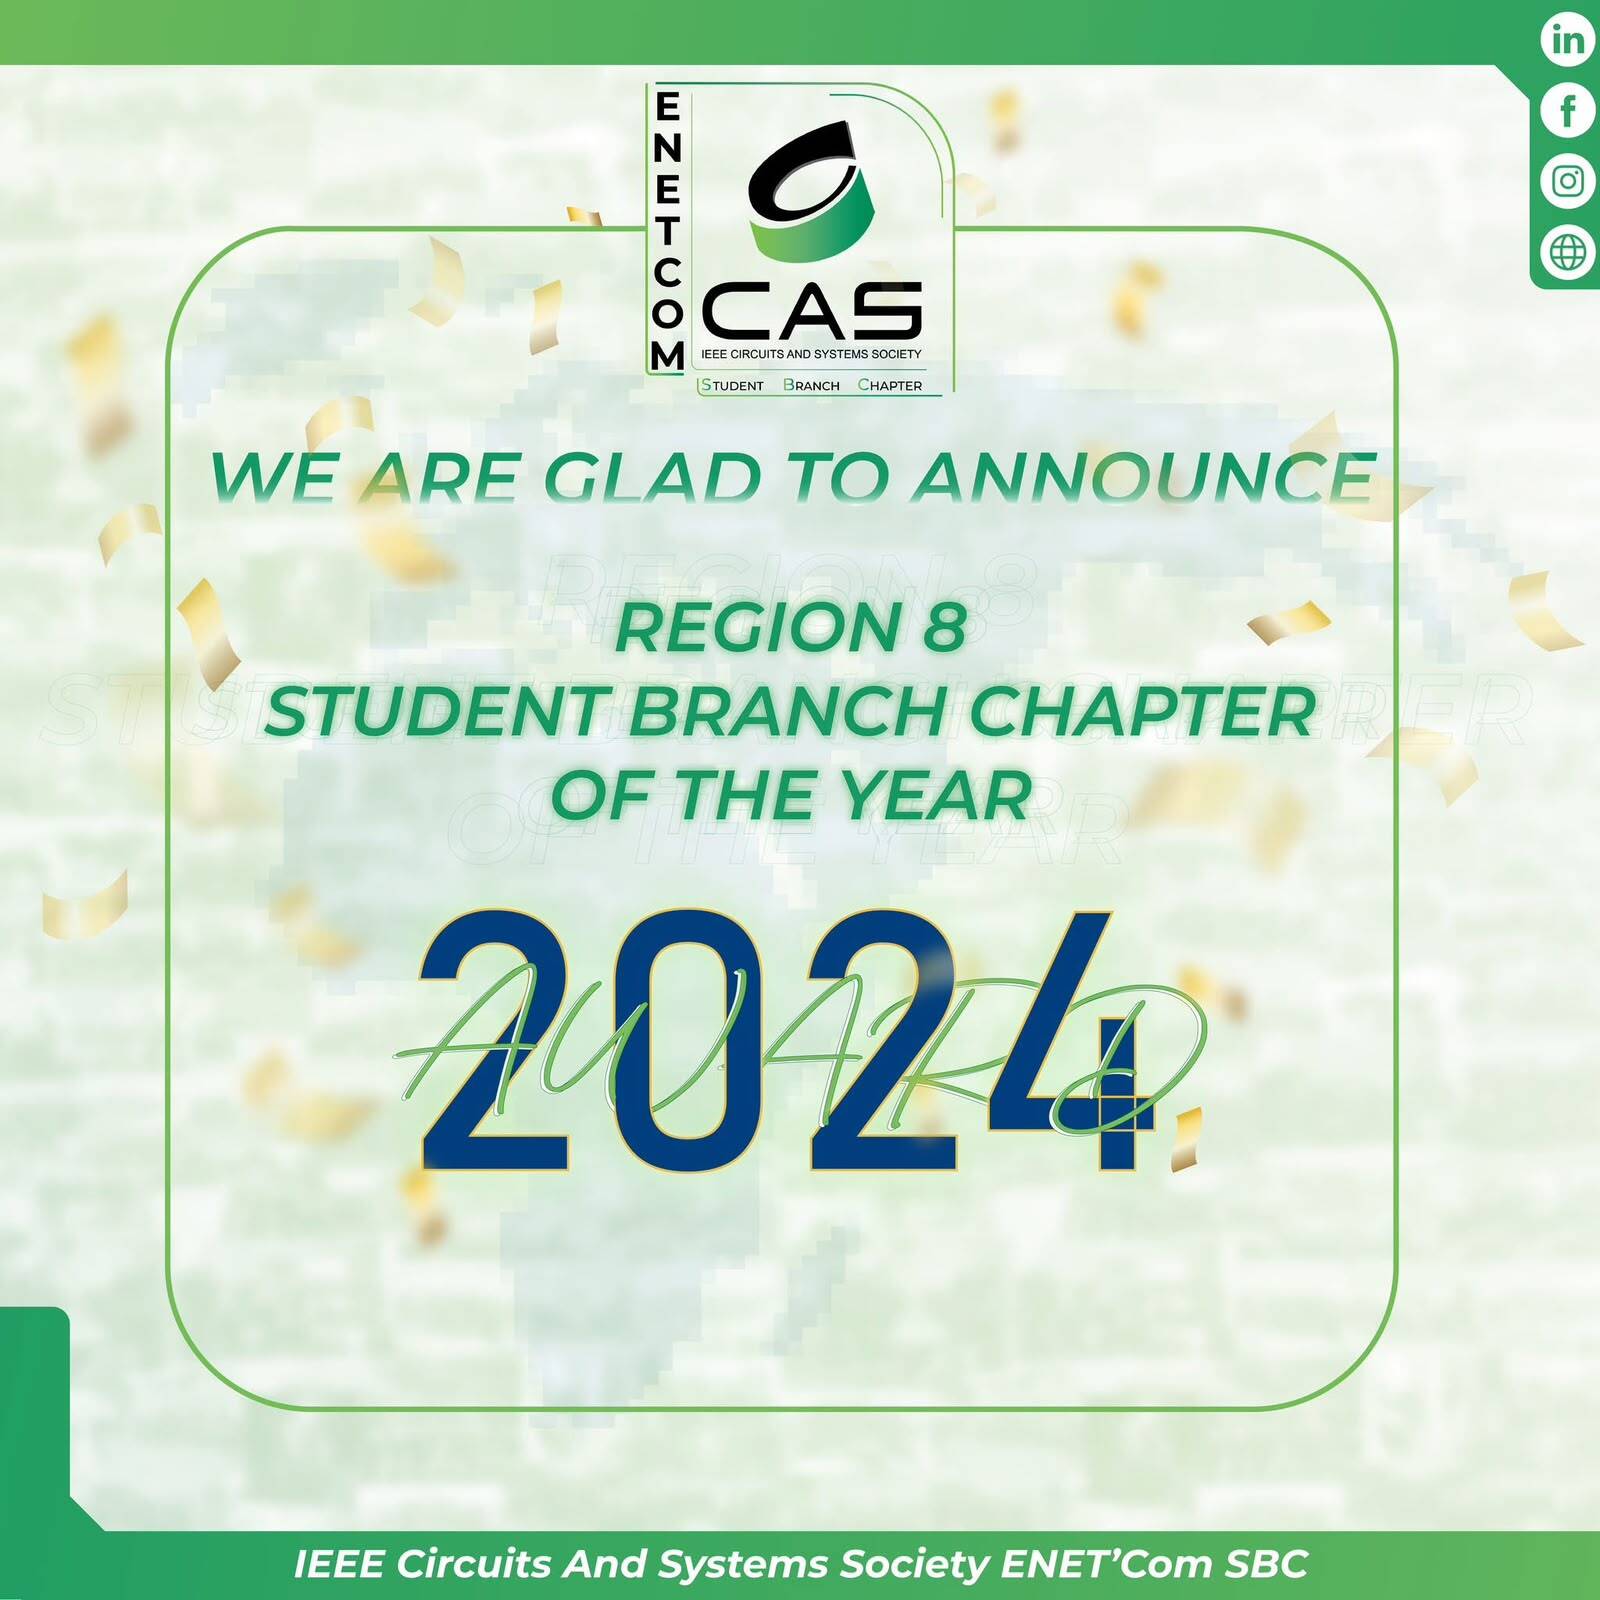 ENETCOM
CAS
IEEE CIRCUITS AND SYSTEMS SOCIETY
STUDENT BRANCH CHAPTER
WE ARE GLAD TO ANNOUNCE
REGION 8
STUDENT BRANCH CHAPTER
OF THE YEAR
2024
AWARD
IEEE Circuits And Systems Society ENET'Com SBC